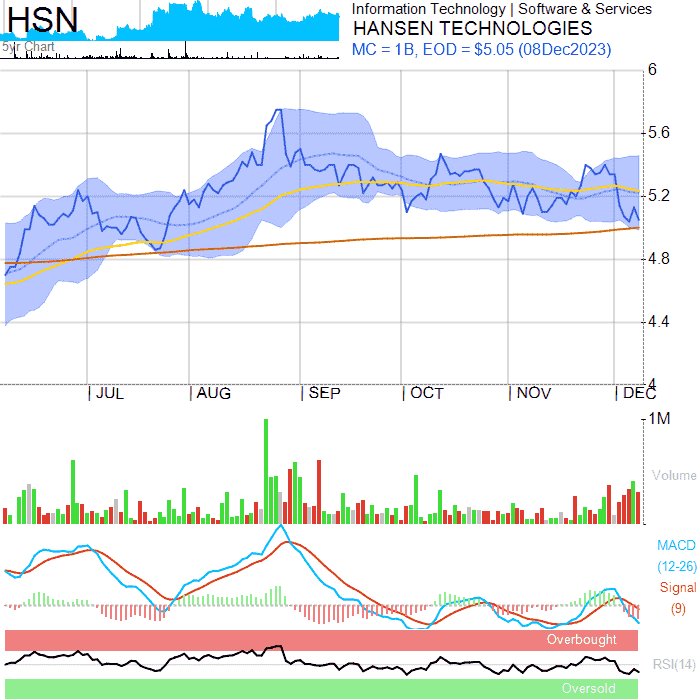 HSN
5yr Chart
Information Technology | Software & Services
HANSEN TECHNOLOGIES
MC = 1B, EOD = $5.05 (08Dec2023)
6
5.6
5.2
4.8
4.4
4
JUL AUG SEP OCT NOV DEC
1M
Volume
MACD
(12-26)
Signal
(9)
Overbought
RSI(14)
Oversold